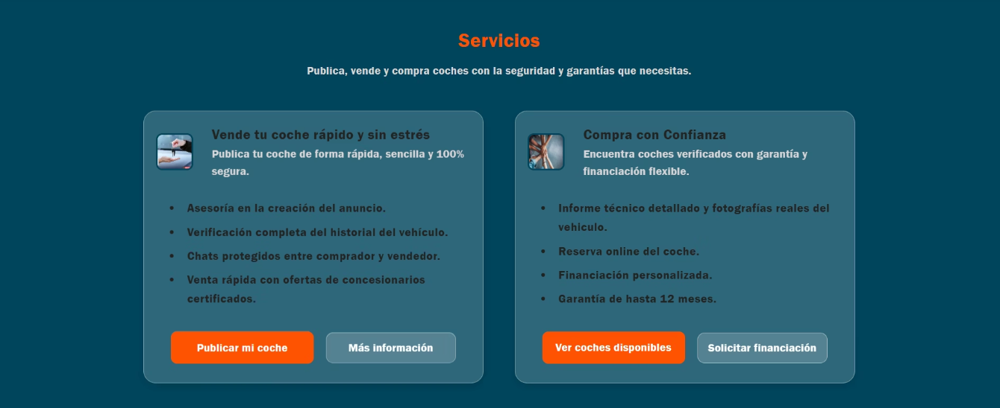 Servicios
Publica, vende y compra coches con la seguridad y garantías que necesitas.
Vende tu coche rápido y sin estrés
Publica tu coche de forma rápida, sencilla y 100%
segura.
• Asesoría en la creación del anuncio.
• Verificación completa del historial del vehículo.
• Chats protegidos entre comprador y vendedor.
• Venta rápida con ofertas de concesionarios
certificados.
Publicar mi coche
Más información
Compra con Confianza
Encuentra coches verificados con garantía y
financiación flexible.
• Informe técnico detallado y fotografías reales del
vehiculo.
• Reserva online del coche.
• Financiación personalizada.
• Garantía de hasta 12 meses.
Ver coches disponibles
Solicitar financiación